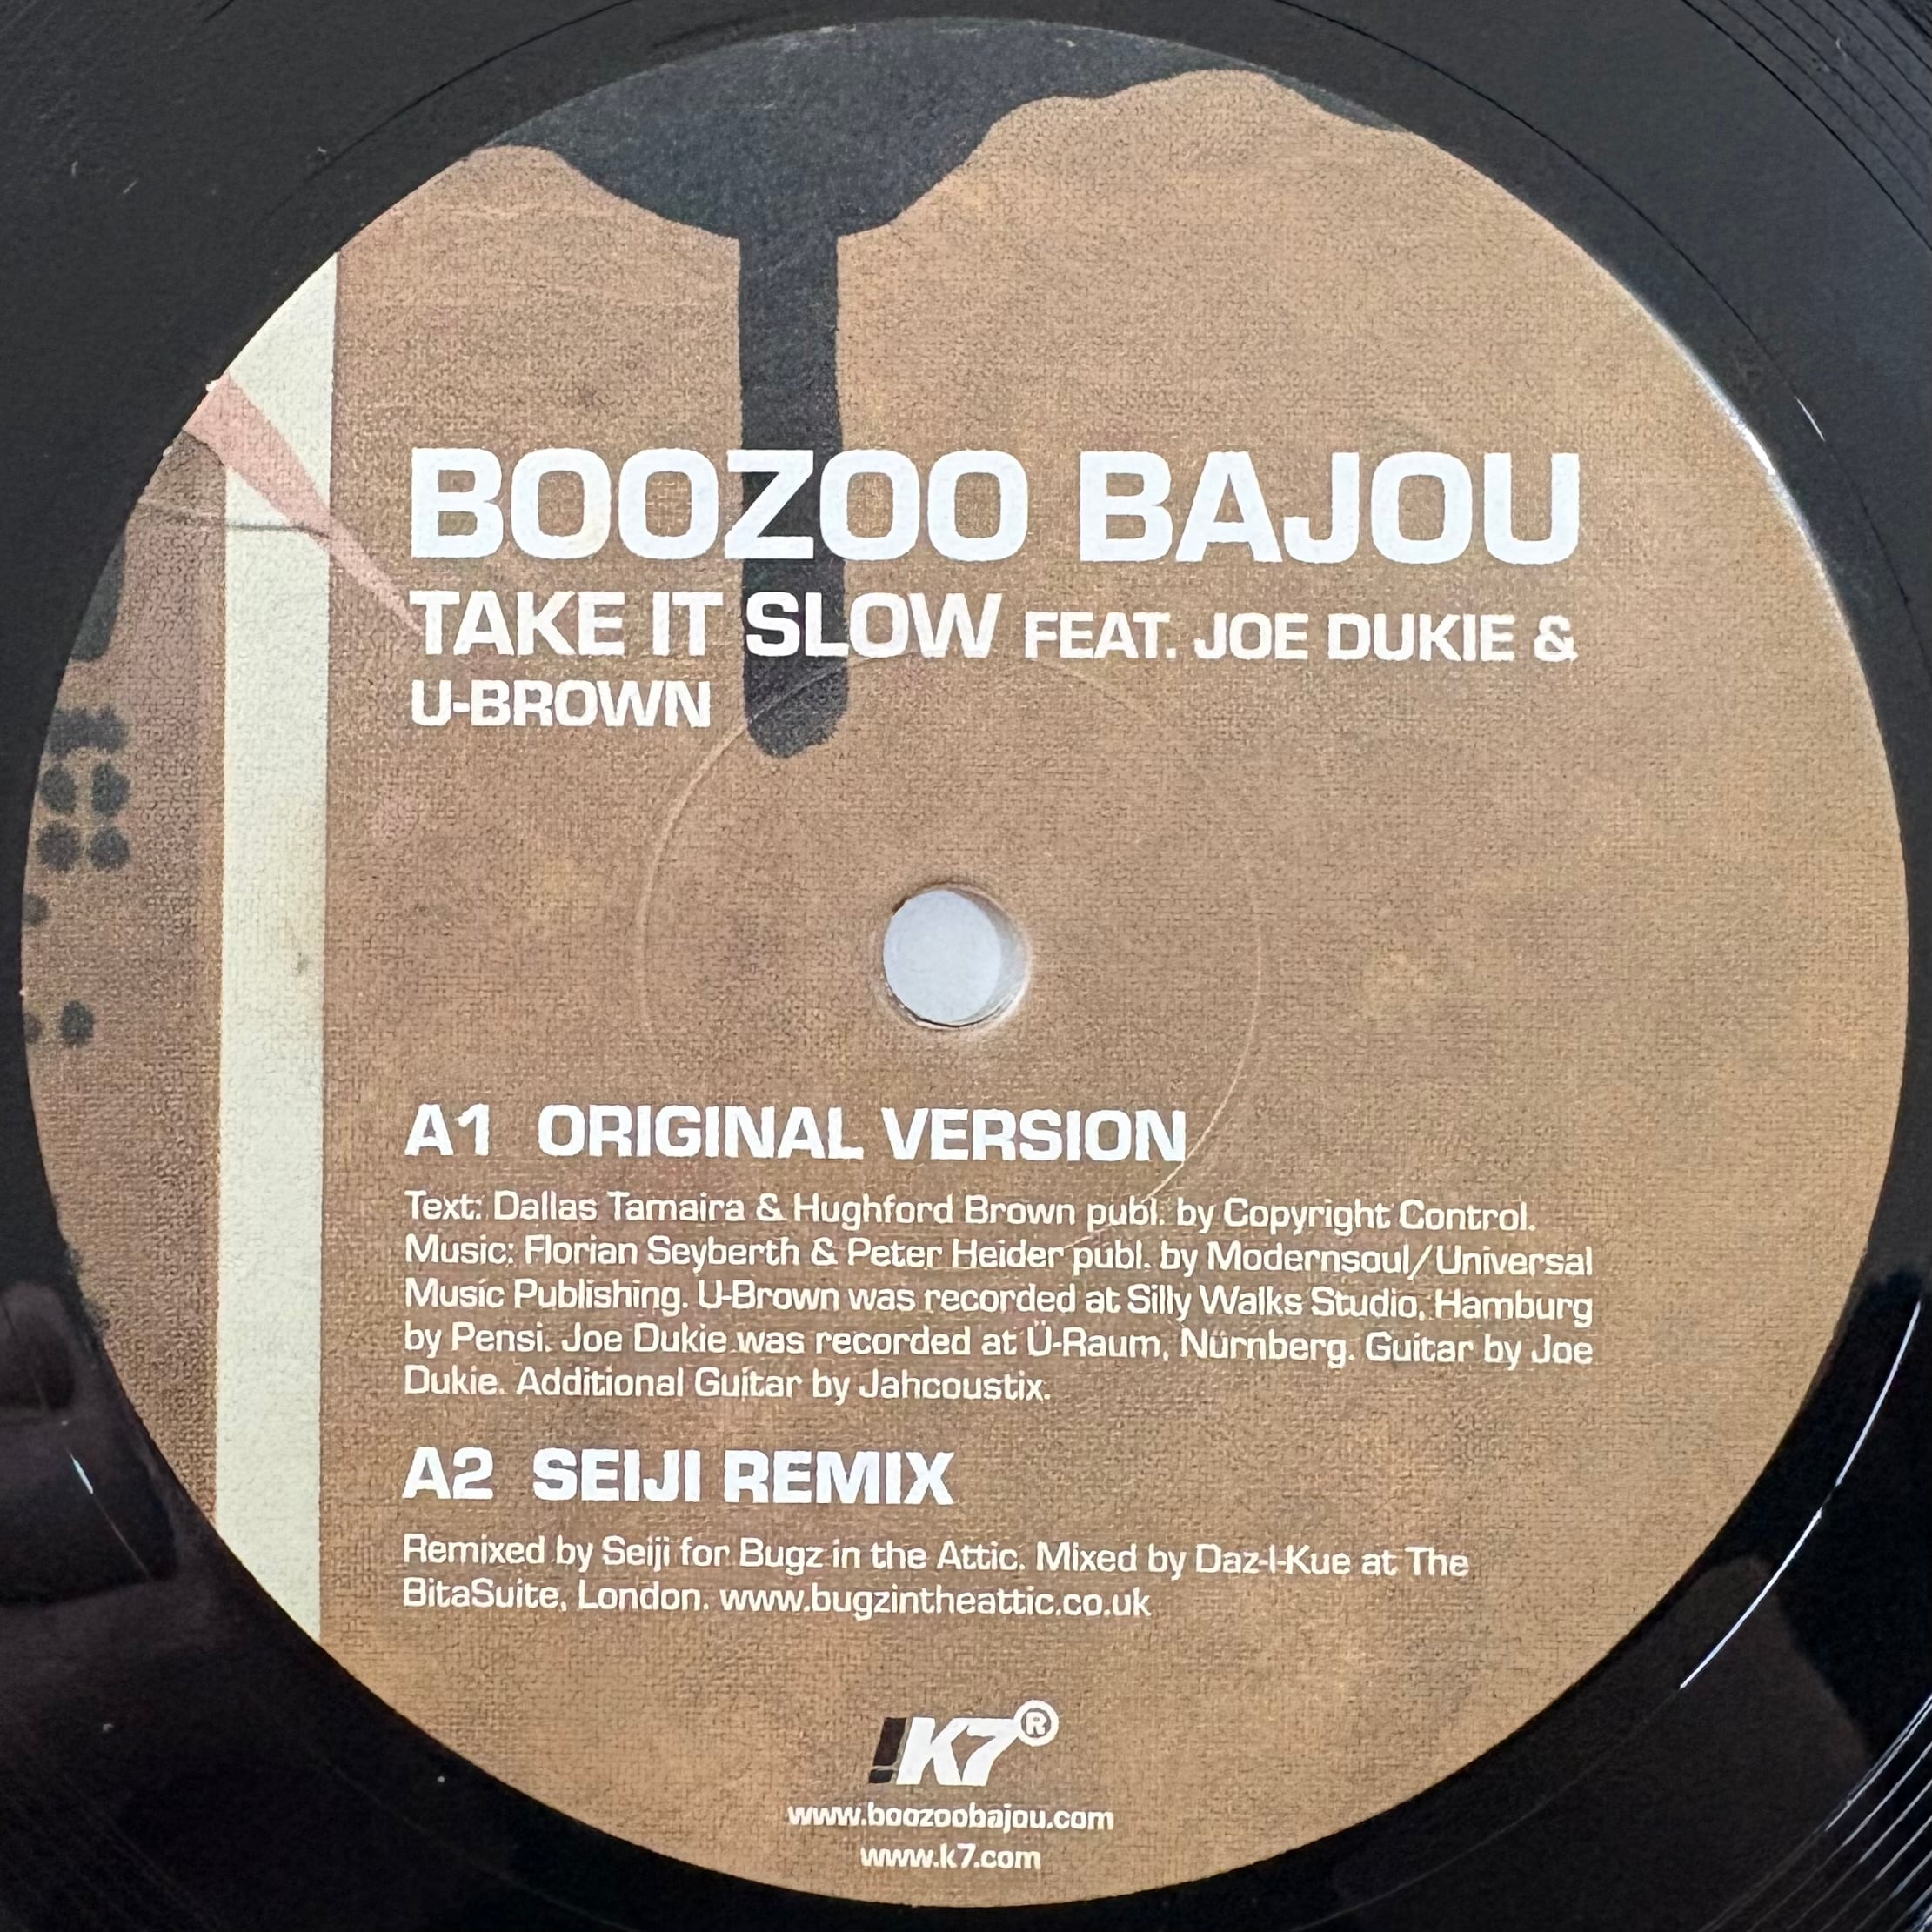 BOOZOO BAJOU
TAKE IT SLOW FEAT. JOE DUKIE &
U-BROWN
A1 ORIGINAL VERSION
Text: Dallas Tamaira & Hughford Brown publ. by Copyright Control.
Music: Florian Seyberth & Peter Heider publ. by Modernsoul/Universal
Music Publishing. U-Brown was recorded at Silly Walks Studio, Hamburg
by Pensi. Joe Dukie was recorded at Ü-Raum, Nürnberg. Guitar by Joe
Dukie. Additional Guitar by Jahcoustix.
A2 SEIJI REMIX
Remixed by Seiji for Bugz in the Attic. Mixed by Daz-I-Kue at The
BitaSuite, London. www.bugzintheattic.co.uk
!K7®
www.boozoobajou.com
www.k7.com